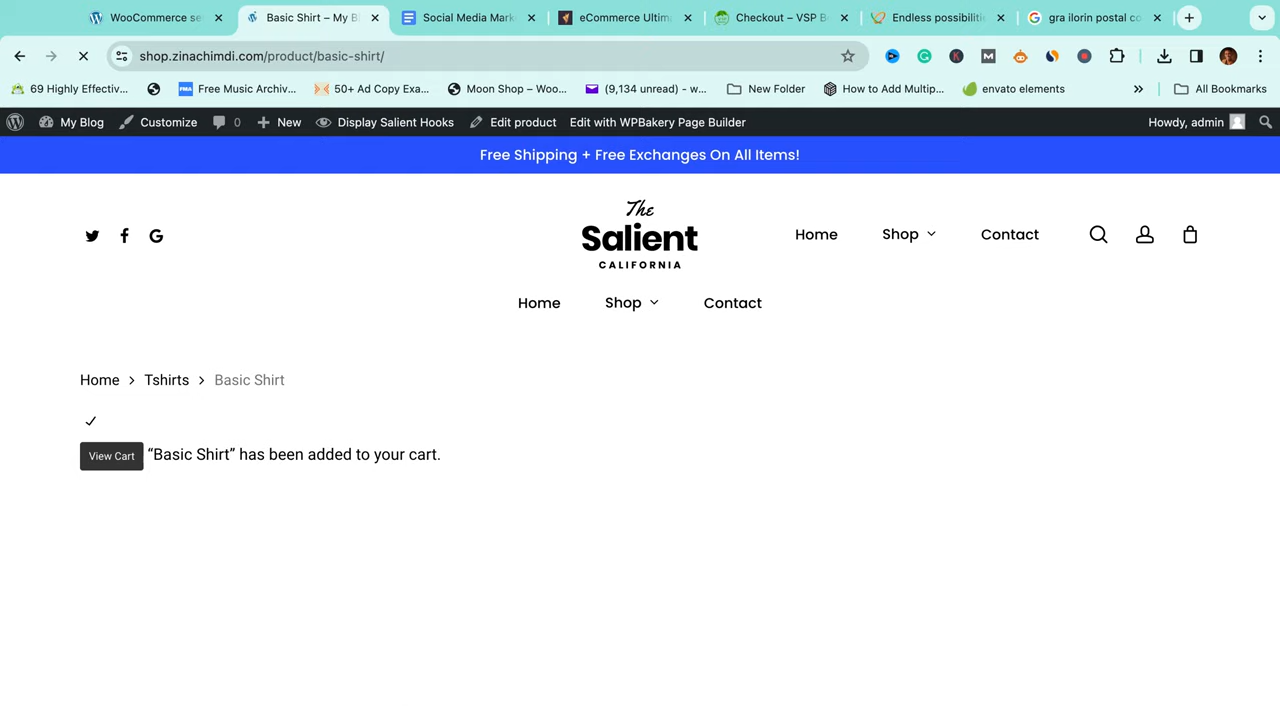 WooCommerce se
Basic Shirt – My B
Social Media Mark
eCommerce Ultim
Checkout – VSP B
Endless possibiliti
gra ilorin postal co
shop.zinachimdi.com/product/basic-shirt/
69 Highly Effectiv...
Free Music Archiv...
50+ Ad Copy Exa...
Moon Shop – Woo...
(9,134 unread) - w...
New Folder
How to Add Multip...
envato elements
All Bookmarks
My Blog
Customize
0
New
Display Salient Hooks
Edit product
Edit with WPBakery Page Builder
Howdy, admin
Free Shipping + Free Exchanges On All Items!
The
Salient
CALIFORNIA
Home
Shop
Contact
Home
Shop
Contact
Home > Tshirts > Basic Shirt
View Cart “Basic Shirt” has been added to your cart.